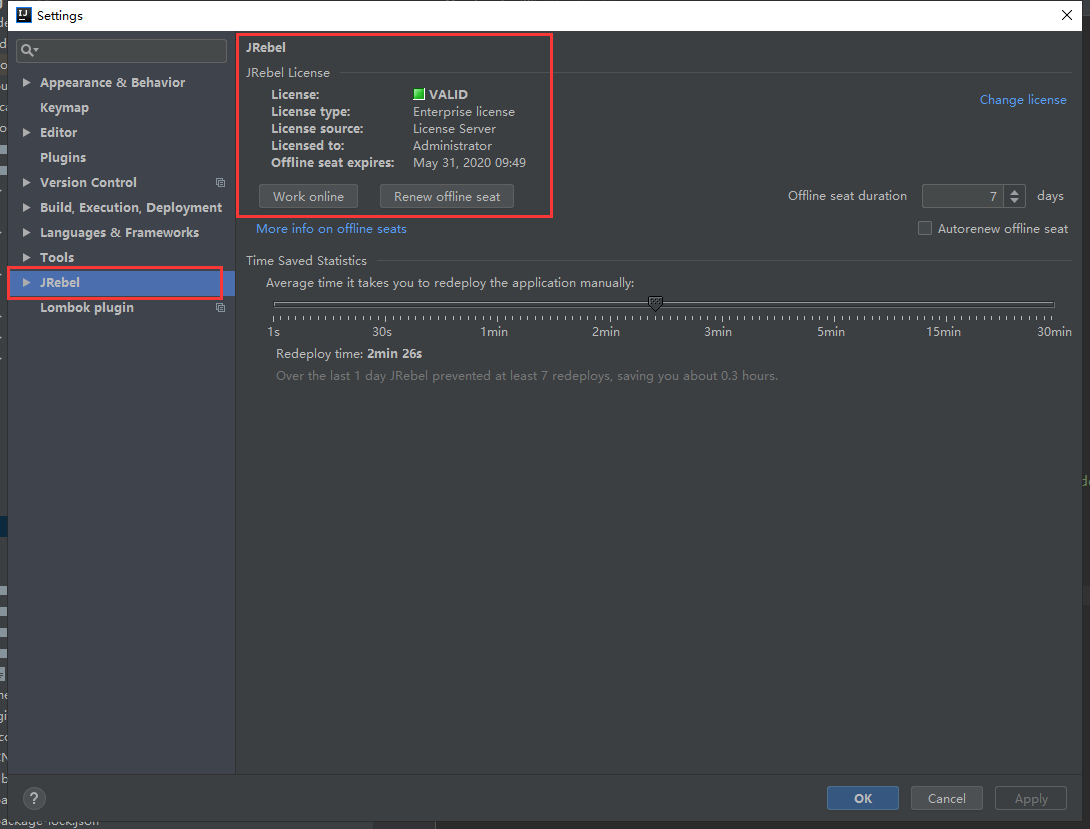 Settings
JRebel
JRebel License
Appearance & Behavior
Keymap
Editor
Plugins
Version Control
Build, Execution, Deployment
Languages & Frameworks
Tools
JRebel
Lombok plugin
License: VALID
License type: Enterprise license
License source: License Server
Licensed to: Administrator
Offline seat expires: May 31, 2020 09:49
Change license
Work online Renew offline seat
Offline seat duration 7 days
More info on offline seats
Autorenew offline seat
Time Saved Statistics
Average time it takes you to redeploy the application manually:
1s 30s 1min 2min 3min 5min 15min 30min
Redeploy time: 2min 26s
Over the last 1 day JRebel prevented at least 7 redeploys, saving you about 0.3 hours.
? OK Cancel Apply